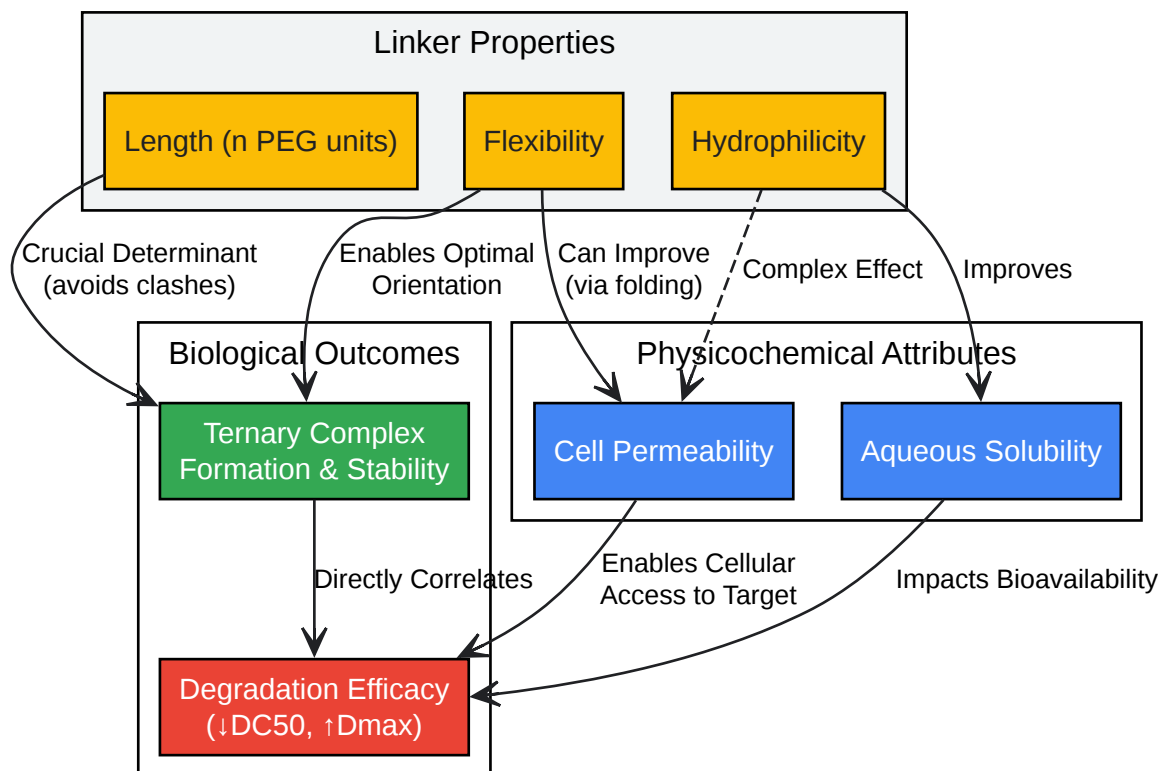 Linker Properties
Length (n PEG units)
Flexibility
Hydrophilicity
Crucial Determinant
(avoids clashes)
Enables Optimal
Orientation
Can Improve
(via folding)
Complex Effect
Improves
Biological Outcomes
Physicochemical Attributes
Ternary Complex
Formation & Stability
Cell Permeability
Aqueous Solubility
Directly Correlates
Enables Cellular
Access to Target
Impacts Bioavailability
Degradation Efficacy
(↓DC50, ↑Dmax)